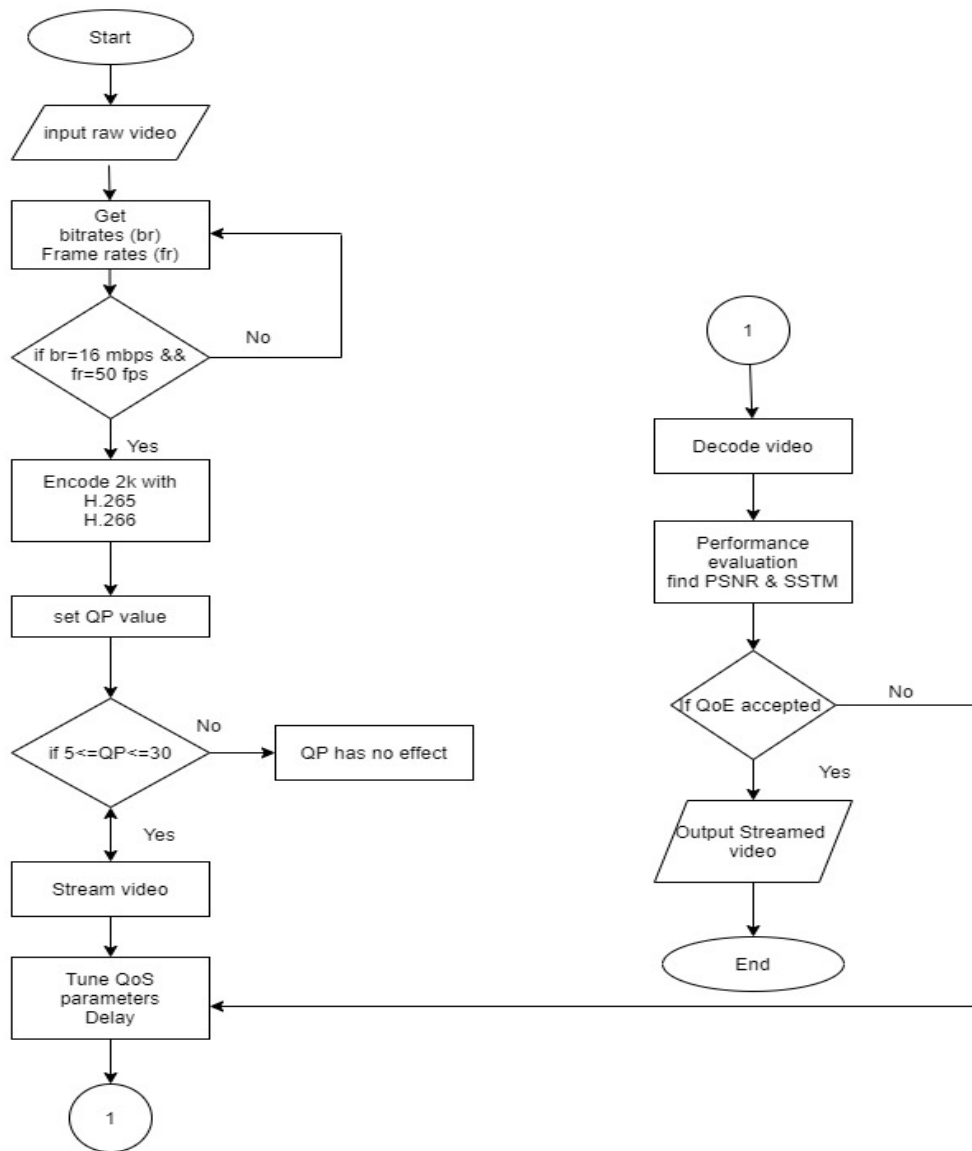 Start
input raw video
Get
bitrates (br)
Frame rates (fr)
No
if br=16 mbps &&
fr=50 fps
Yes
Encode 2k with
H.265
H.266
set QP value
if 5<=QP<=30
No
QP has no effect
Yes
Stream video
Tune QoS
parameters
Delay
1
1
Decode video
Performance
evaluation
find PSNR & SSTM
If QoE accepted
No
Yes
Output Streamed
video
End